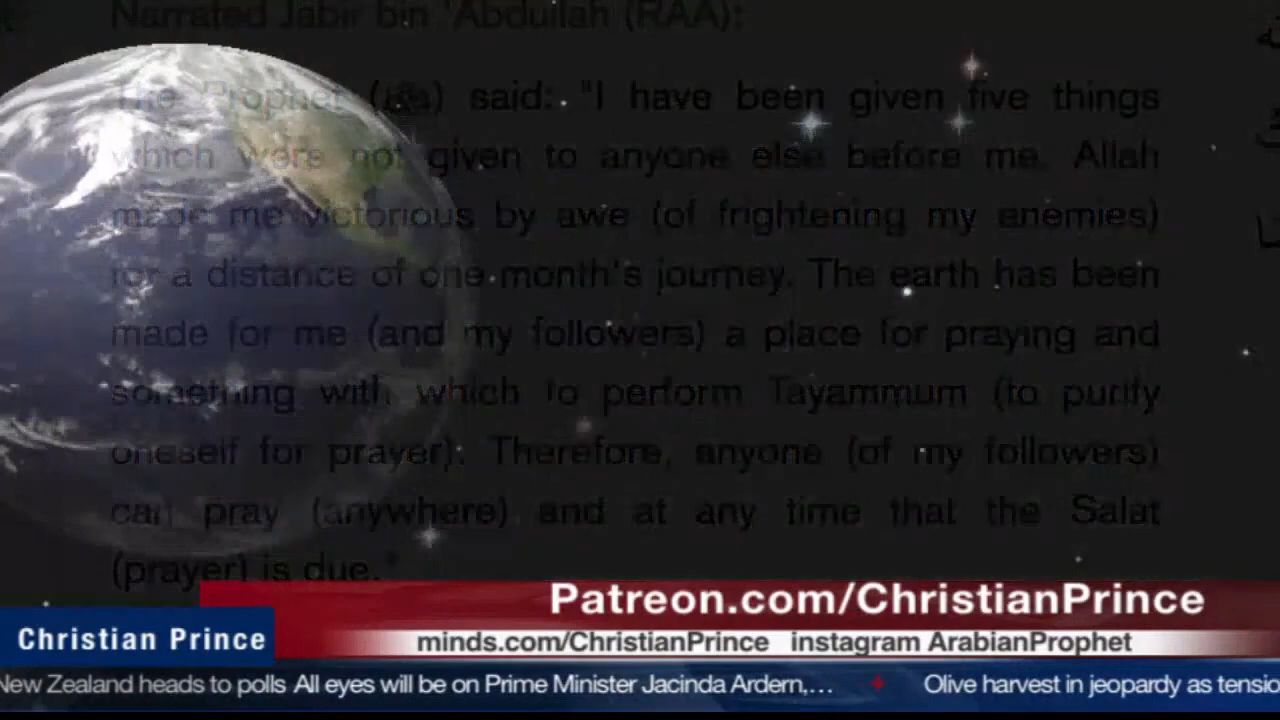 Narrated Jabir bin 'Abdullah (RAA):
The Prophet (ﷺ) said: "I have been given five things
which were not given to anyone else before me. Allah
made me victorious by awe (of frightening my enemies)
for a distance of one month's journey. The earth has been
made for me (and my followers) a place for praying and
something with which to perform Tayammum (to purify
oneself for prayer). Therefore, anyone (of my followers)
can pray (anywhere) and at any time that the Salat
(prayer) is due."
Patreon.com/ChristianPrince
Christian Prince
minds.com/ChristianPrince instagram ArabianProphet
New Zealand heads to polls All eyes will be on Prime Minister Jacinda Ardern,... Olive harvest in jeopardy as tensio